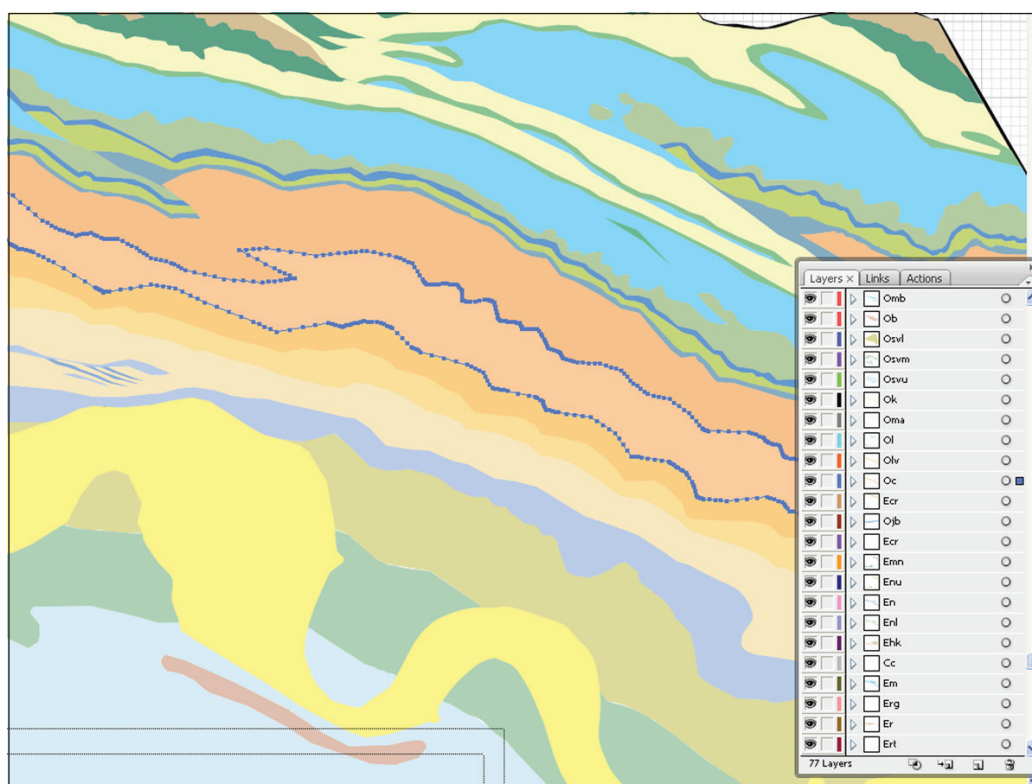 Layers × Links Actions
Omb
Ob
Osvl
Osvm
Osvu
Ok
Oma
Ol
Olv
Oc
Ecr
Ojb
Ecr
Emn
Enu
En
Enl
Ehk
Cc
Em
Erg
Er
Ert
77 Layers